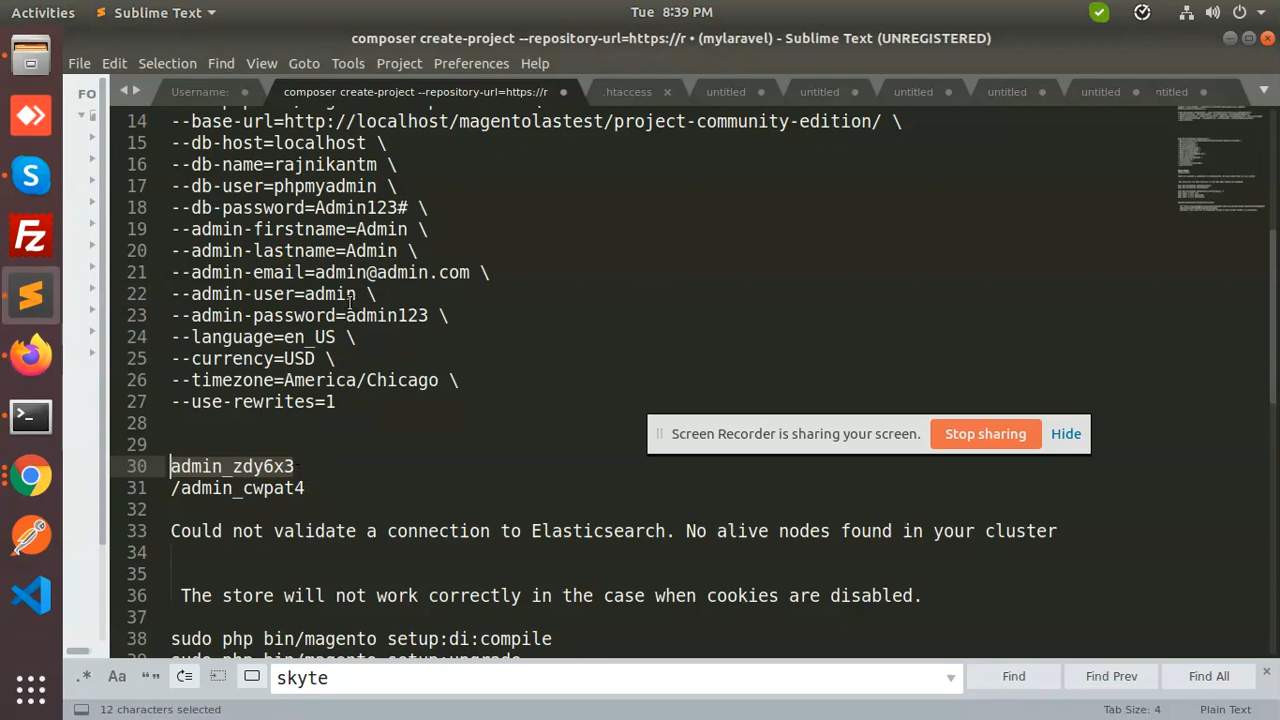 Activities
Sublime Text
Tue 8:39 PM
composer create-project --repository-url=https://r • (mylaravel) - Sublime Text (UNREGISTERED)
File Edit Selection Find View Goto Tools Project Preferences Help
FO
Username:
composer create-project --repository-url=https://r
.htaccess
untitled
untitled
untitled
untitled
untitled
ntitled
14 --base-url=http://localhost/magentolastest/project-community-edition/ \
15 --db-host=localhost \
16 --db-name=rajnikantm \
17 --db-user=phpmyadmin \
18 --db-password=Admin123# \
19 --admin-firstname=Admin \
20 --admin-lastname=Admin \
21 --admin-email=admin@admin.com \
22 --admin-user=admin \
23 --admin-password=admin123 \
24 --language=en_US \
25 --currency=USD \
26 --timezone=America/Chicago \
27 --use-rewrites=1
28
29
Screen Recorder is sharing your screen. Stop sharing Hide
30 admin_zdy6x3
31 /admin_cwpat4
32
33 Could not validate a connection to Elasticsearch. No alive nodes found in your cluster
34
35
36 The store will not work correctly in the case when cookies are disabled.
37
38 sudo php bin/magento setup:di:compile
sudo php bin/magento setup:upgrade
.* Aa “” skyte Find Find Prev Find All
12 characters selected
Tab Size: 4
Plain Text